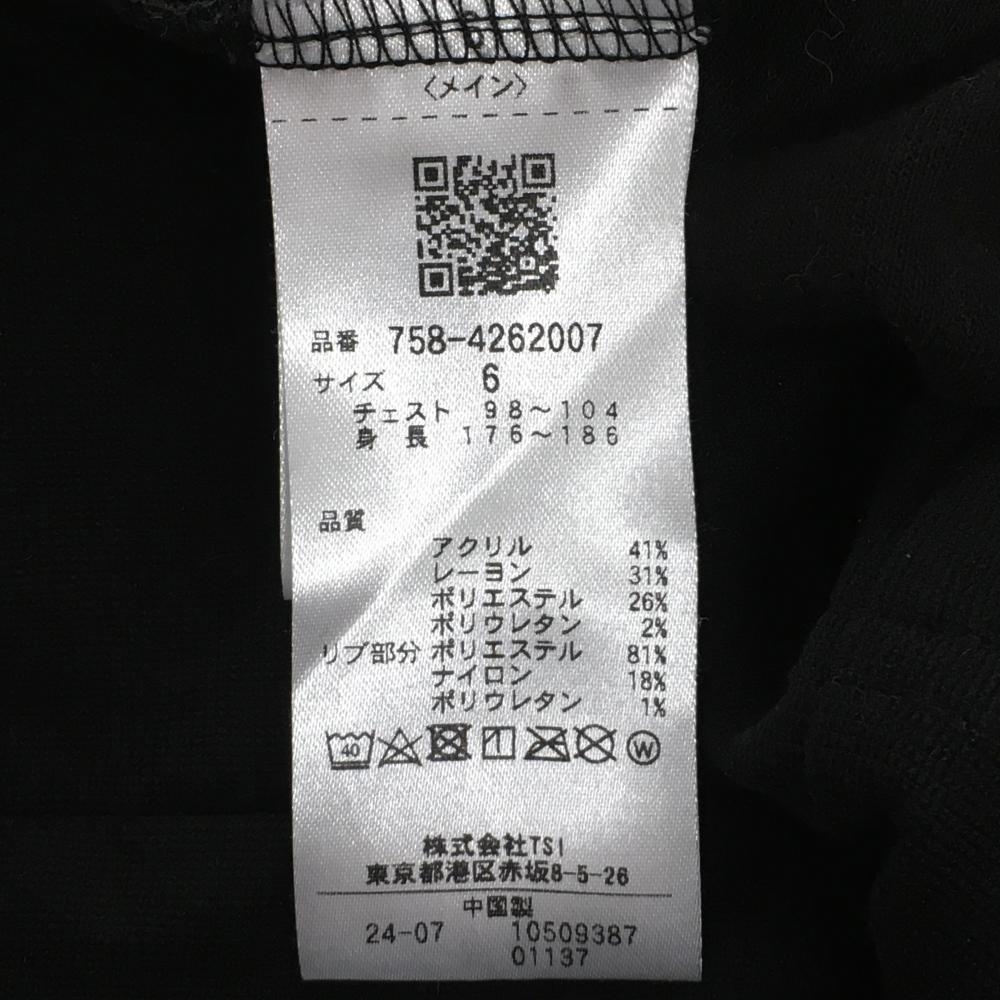 〈メイン〉
品番 758-4262007
サイズ 6
チェスト 98～104
身長 176～186
品質
アクリル 41%
レーヨン 31%
ポリエステル 26%
ポリウレタン 2%
リブ部分 ポリエステル 81%
ナイロン 18%
ポリウレタン 1%
40 W
株式会社TSI
東京都港区赤坂8-5-26
中国製
24-07 10509387
01137